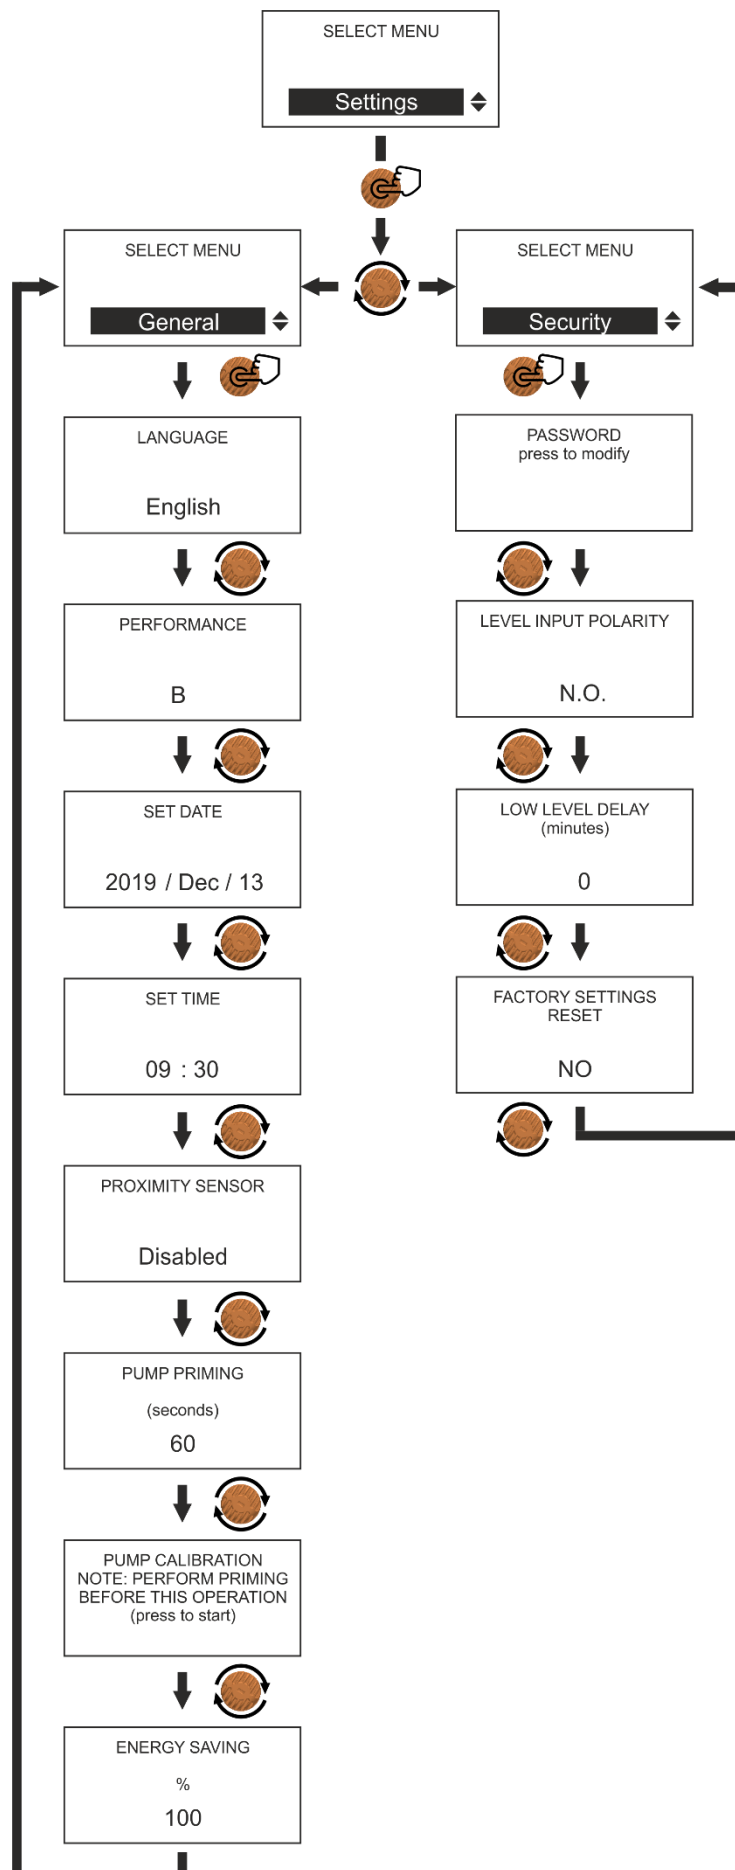 SELECT MENU
Settings
SELECT MENU
General
SELECT MENU
Security
LANGUAGE
English
PERFORMANCE
B
SET DATE
2019 / Dec / 13
SET TIME
09 : 30
PROXIMITY SENSOR
Disabled
PUMP PRIMING
(seconds)
60
PUMP CALIBRATION
NOTE: PERFORM PRIMING
BEFORE THIS OPERATION
(press to start)
ENERGY SAVING
%
100
PASSWORD
press to modify
LEVEL INPUT POLARITY
N.O.
LOW LEVEL DELAY
(minutes)
0
FACTORY SETTINGS
RESET
NO